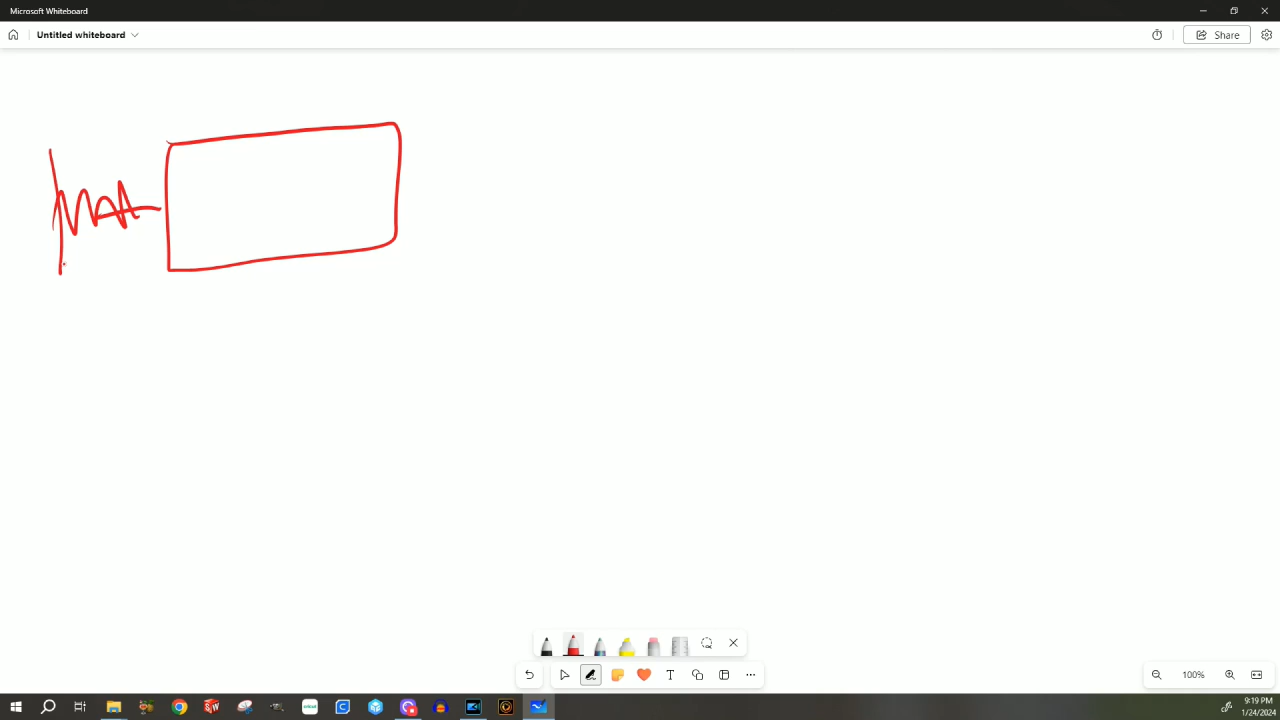 Microsoft Whiteboard
Untitled whiteboard
Share
T
100%
9:19 PM
1/24/2024